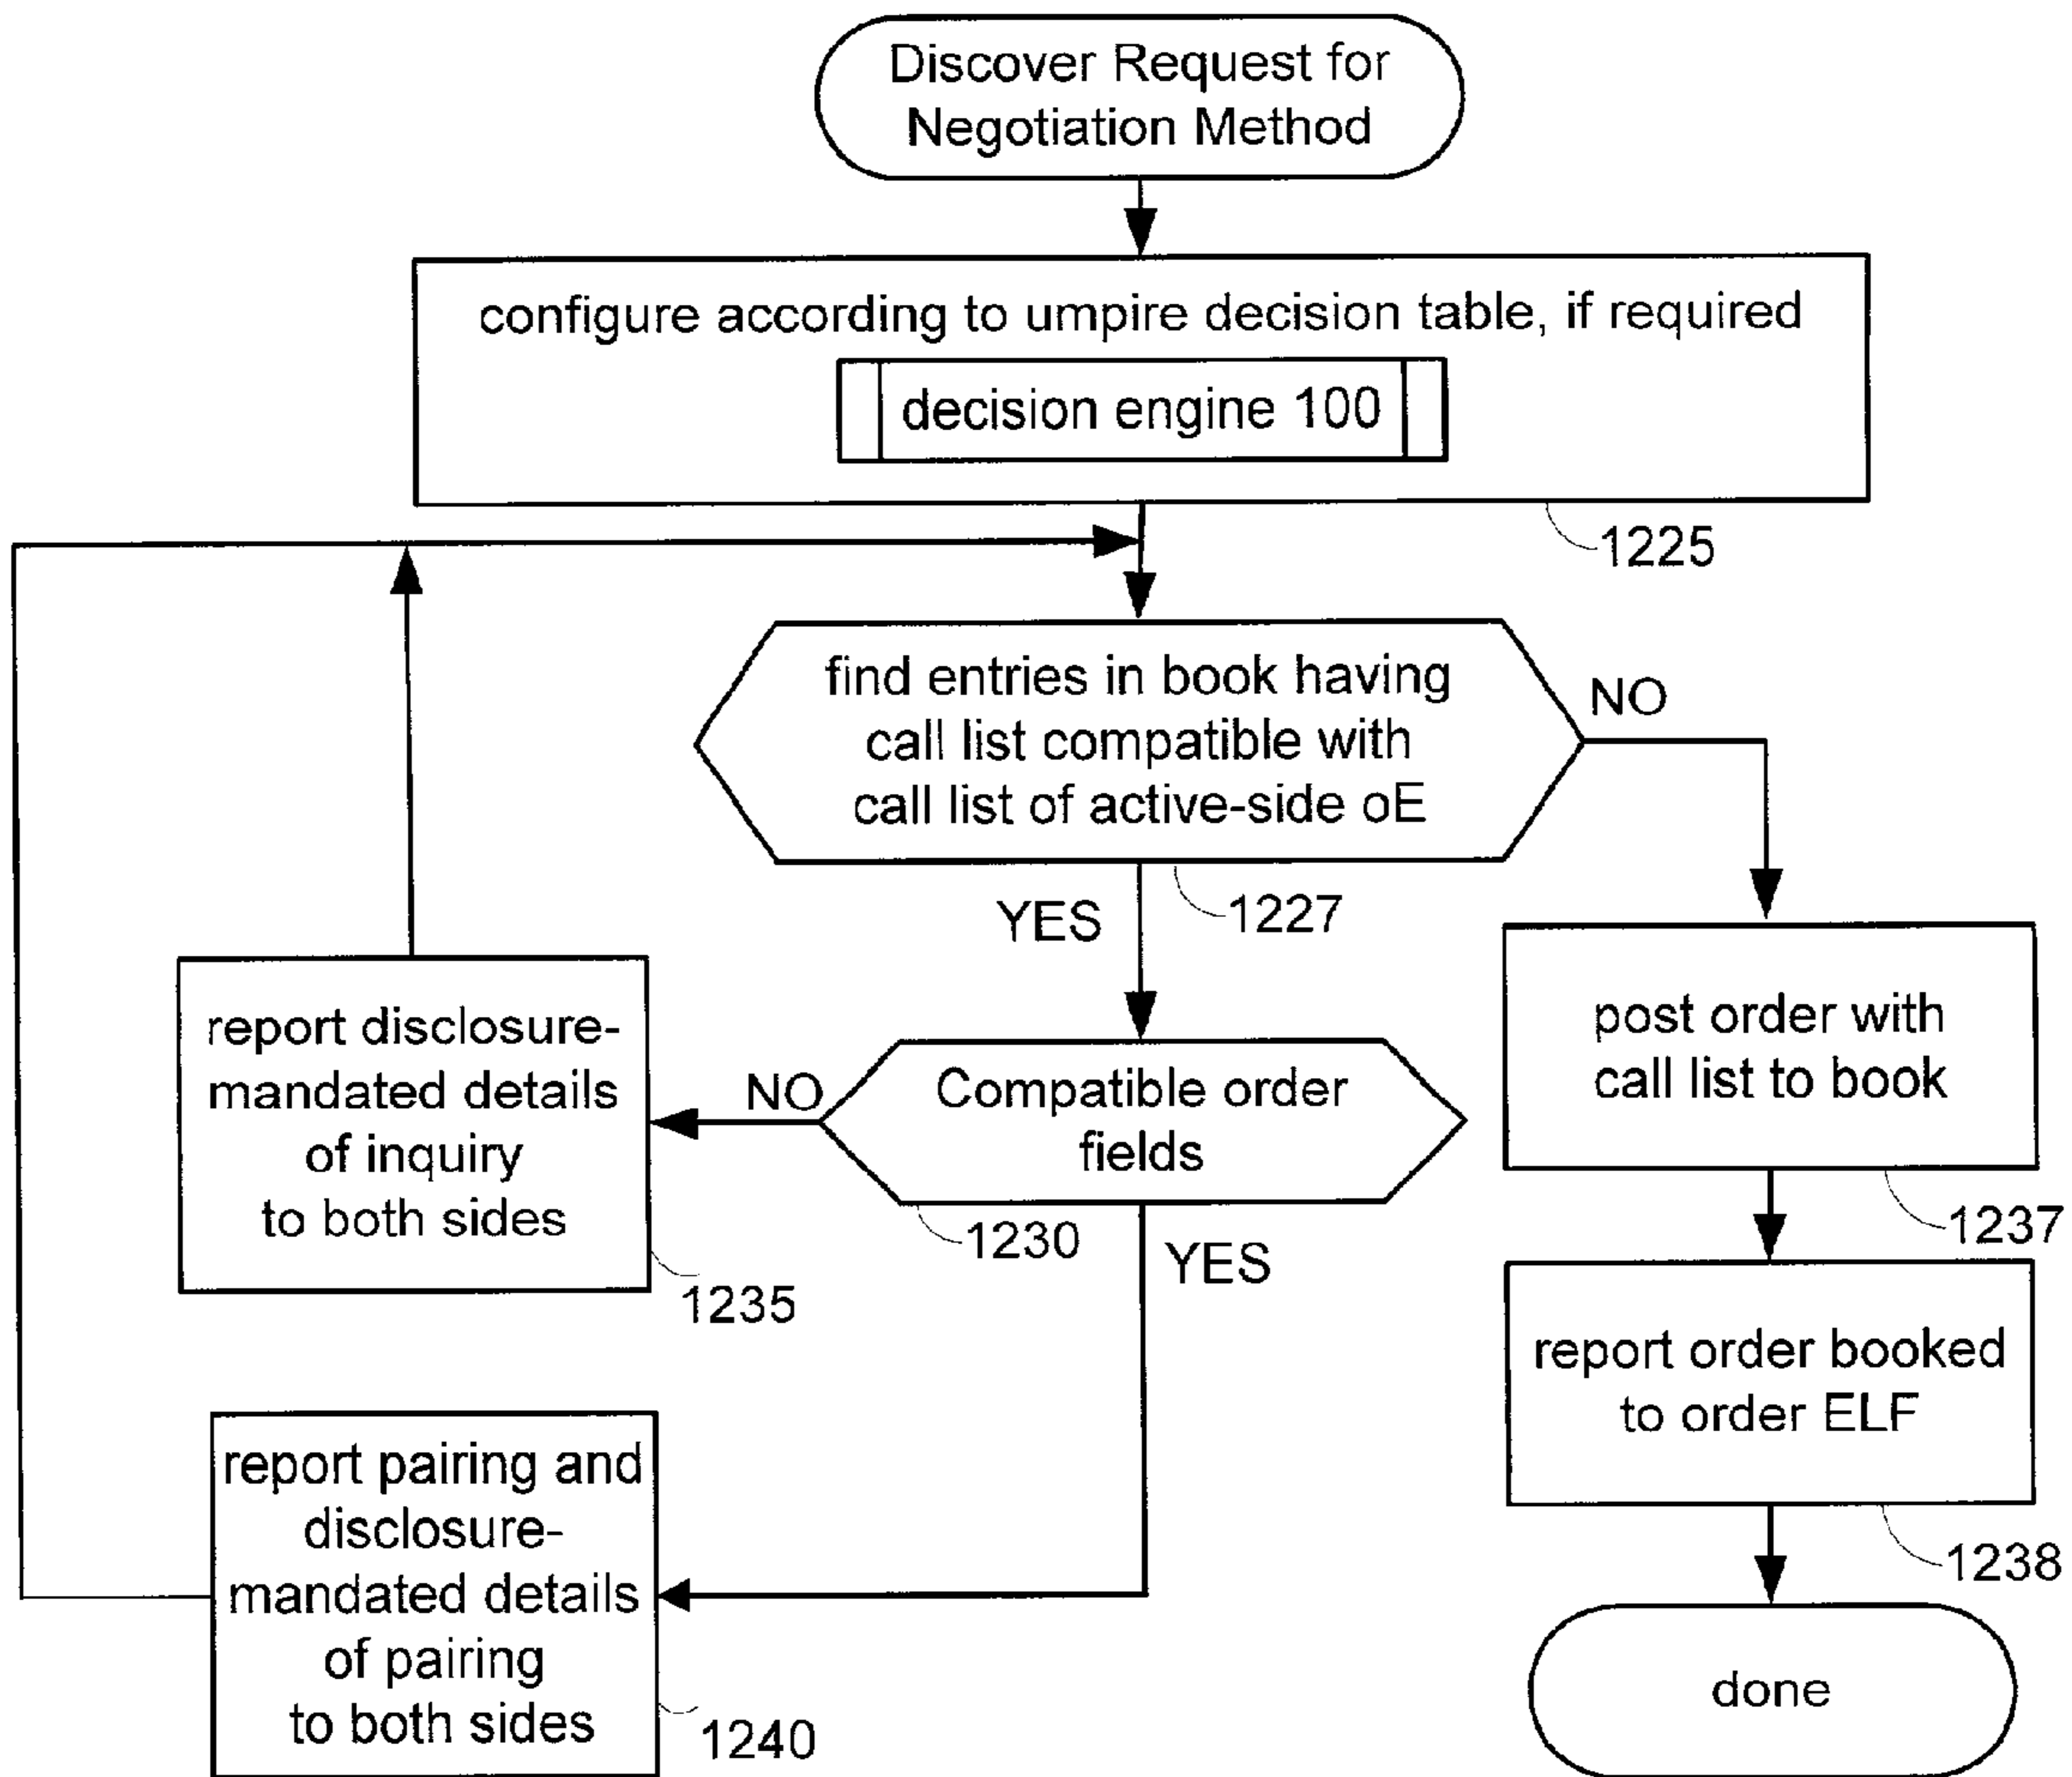 Discover Request for
Negotiation Method
configure according to umpire decision table, if required
decision engine 100
1225
find entries in book having
call list compatible with
call list of active-side oE
NO
1227
YES
post order with
call list to book
1237
report disclosure-
mandated details
of inquiry
to both sides
1235
NO
Compatible order
fields
1230
YES
report order booked
to order ELF
1238
report pairing and
disclosure-
mandated details
of pairing
to both sides
1240
done